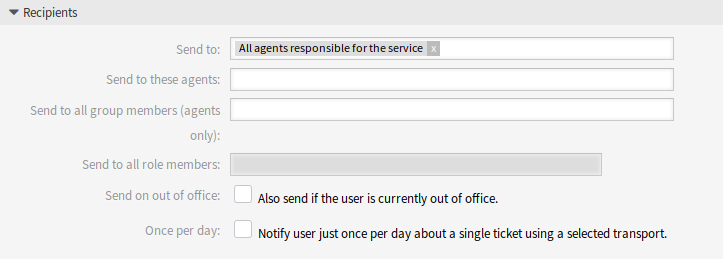 Recipients
Send to: All agents responsible for the service x
Send to these agents:
Send to all group members (agents
only):
Send to all role members:
Send on out of office: Also send if the user is currently out of office.
Once per day: Notify user just once per day about a single ticket using a selected transport.